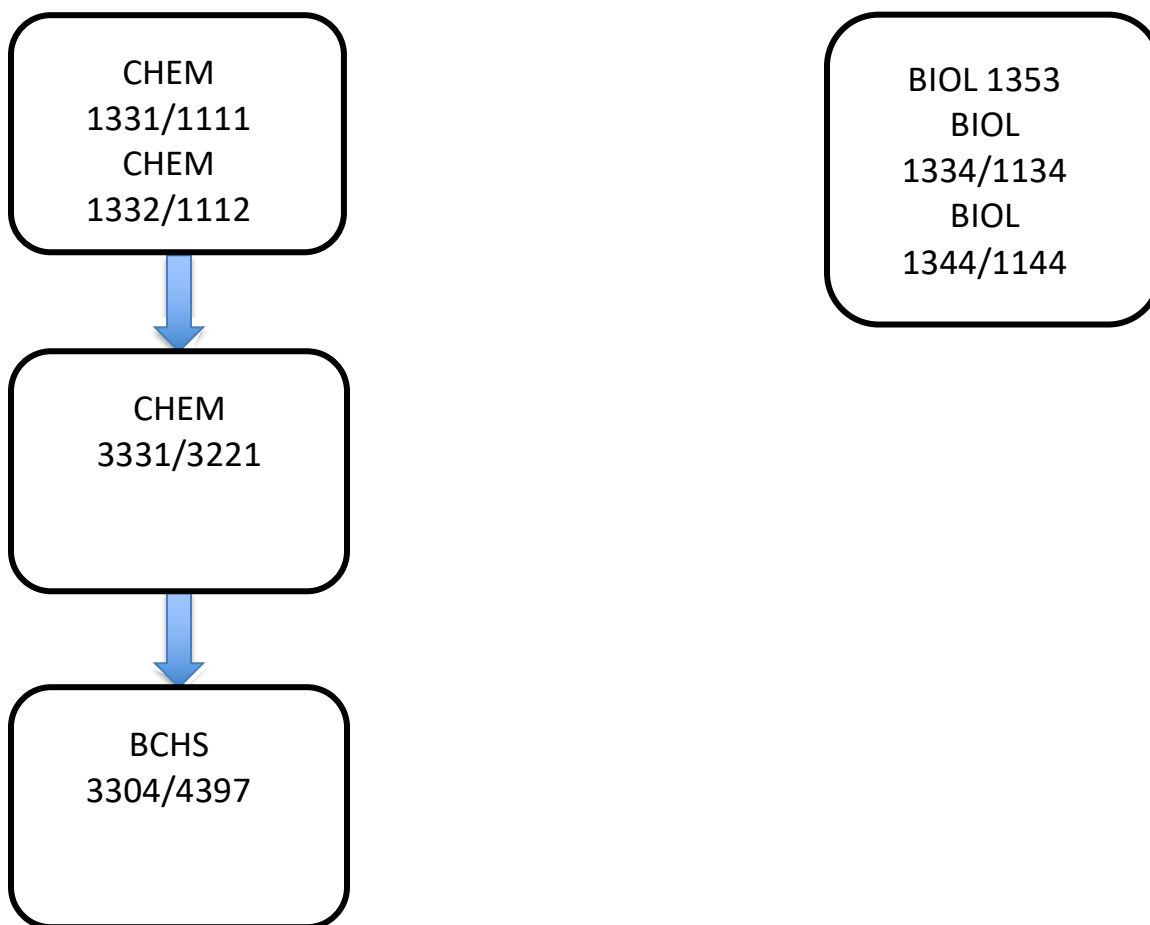 CHEM
1331/1111
CHEM
1332/1112
BIOL 1353
BIOL
1334/1134
BIOL
1344/1144
CHEM
3331/3221
BCHS
3304/4397